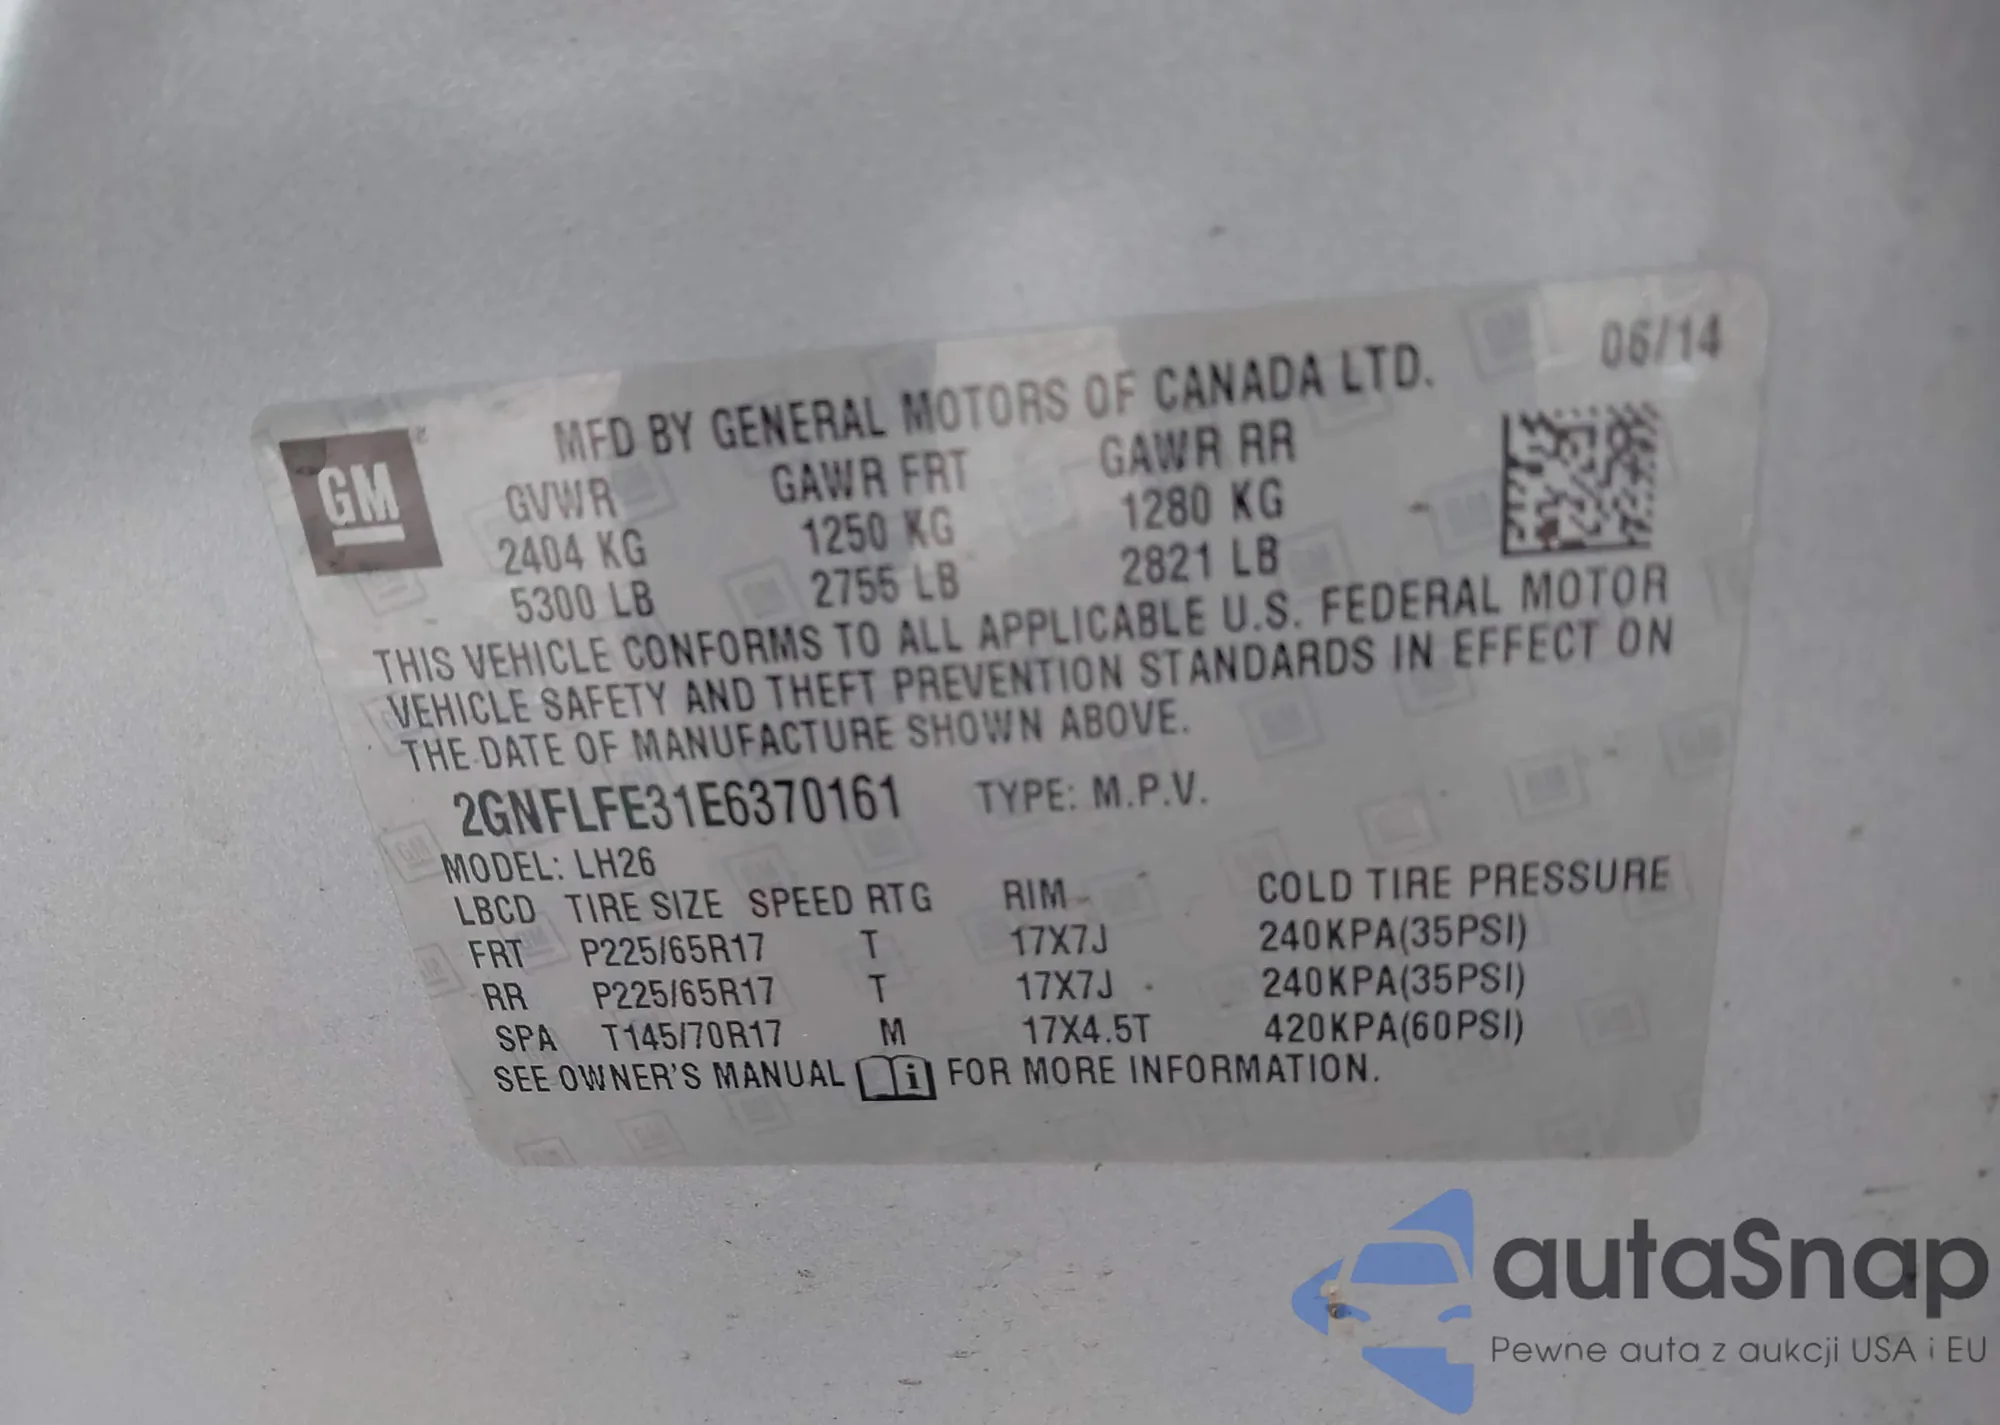 06/14
MFD BY GENERAL MOTORS OF CANADA LTD.
GM
GVWR GAWR FRT GAWR RR
2404 KG 1250 KG 1280 KG
5300 LB 2755 LB 2821 LB
THIS VEHICLE CONFORMS TO ALL APPLICABLE U.S. FEDERAL MOTOR
VEHICLE SAFETY AND THEFT PREVENTION STANDARDS IN EFFECT ON
THE DATE OF MANUFACTURE SHOWN ABOVE.
2GNFLFE31E6370161 TYPE: M.P.V.
MODEL: LH26
LBCD TIRE SIZE SPEED RTG RIM COLD TIRE PRESSURE
FRT P225/65R17 T 17X7J 240KPA(35PSI)
RR P225/65R17 T 17X7J 240KPA(35PSI)
SPA T145/70R17 M 17X4.5T 420KPA(60PSI)
SEE OWNER'S MANUAL i FOR MORE INFORMATION.
autaSnap
Pewne auta z aukcji USA i EU